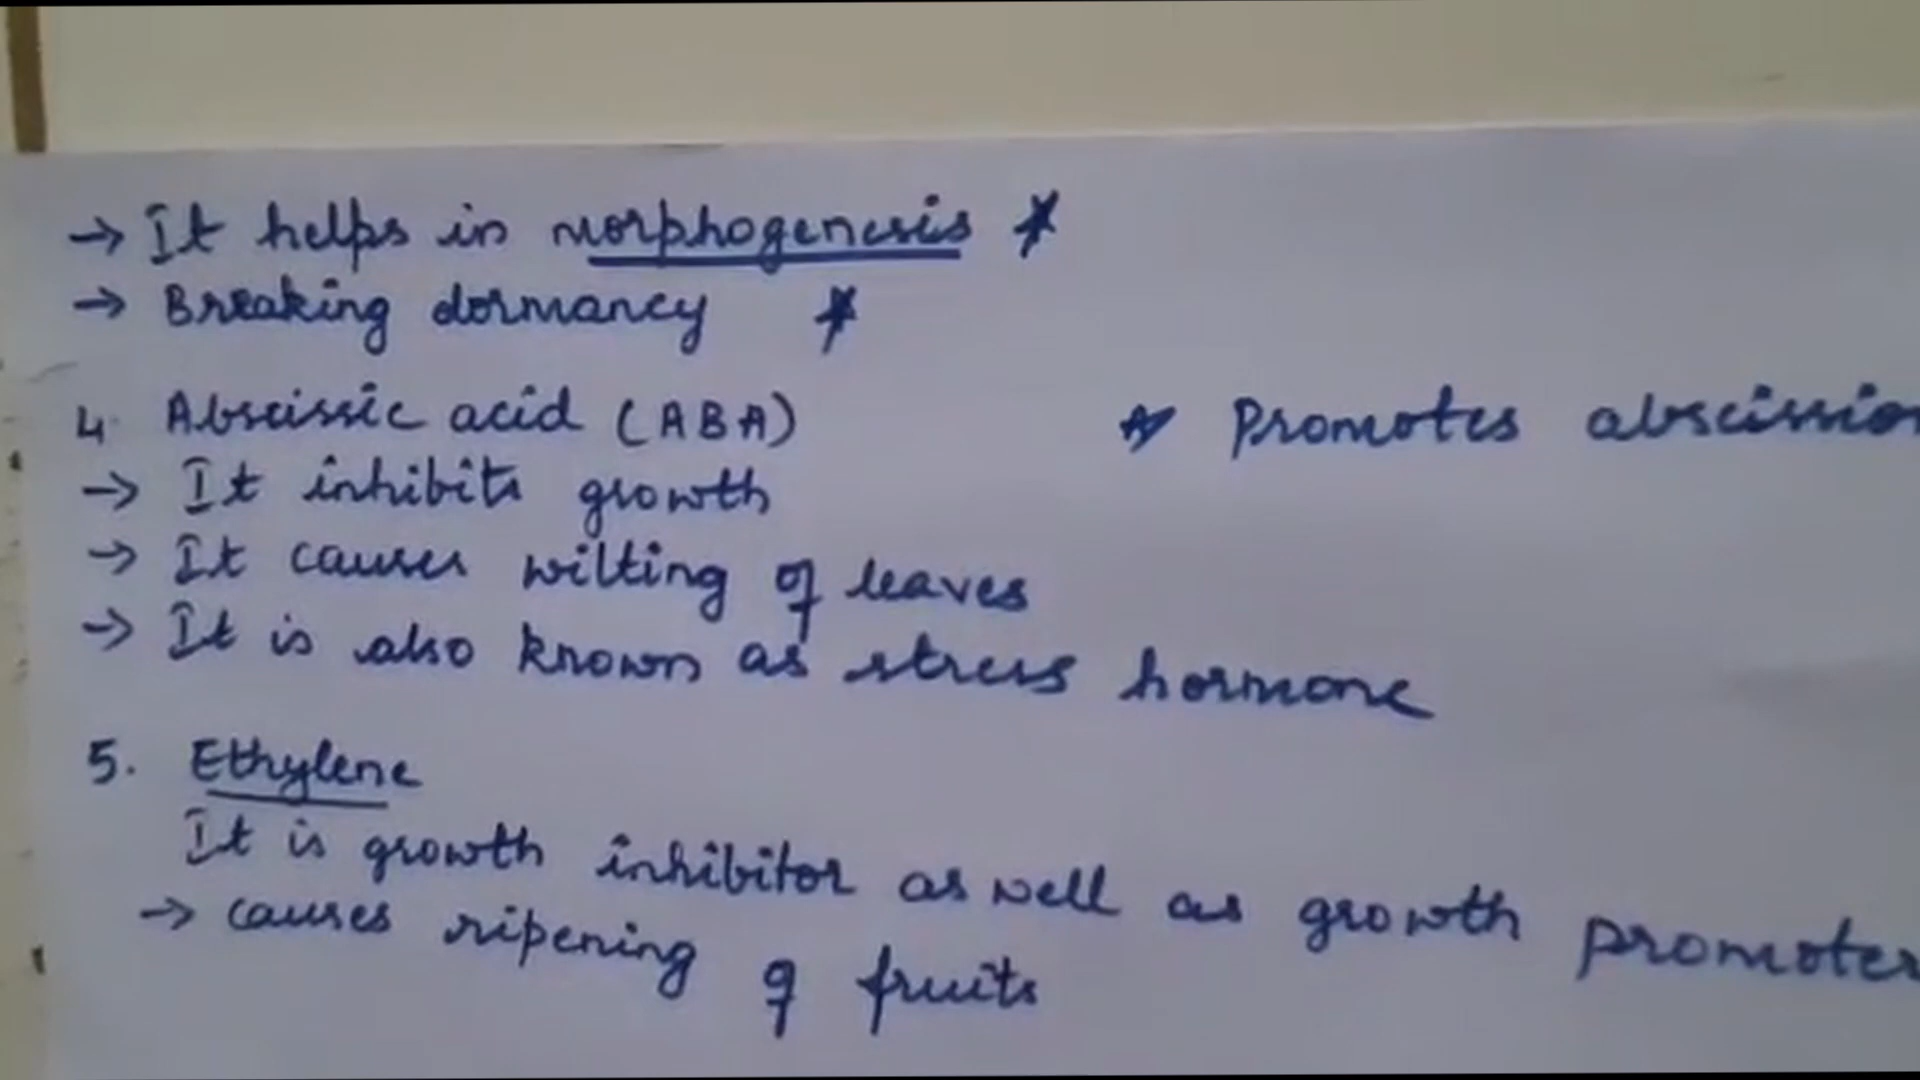 → It helps in morphogenesis *
→ Breaking dormancy *
4. Abscissic acid (ABA) * Promotes abscission
→ It inhibits growth
→ It causes wilting of leaves
→ It is also known as stress hormone
5. Ethylene
It is growth inhibitor as well as growth promoter
→ causes ripening of fruits